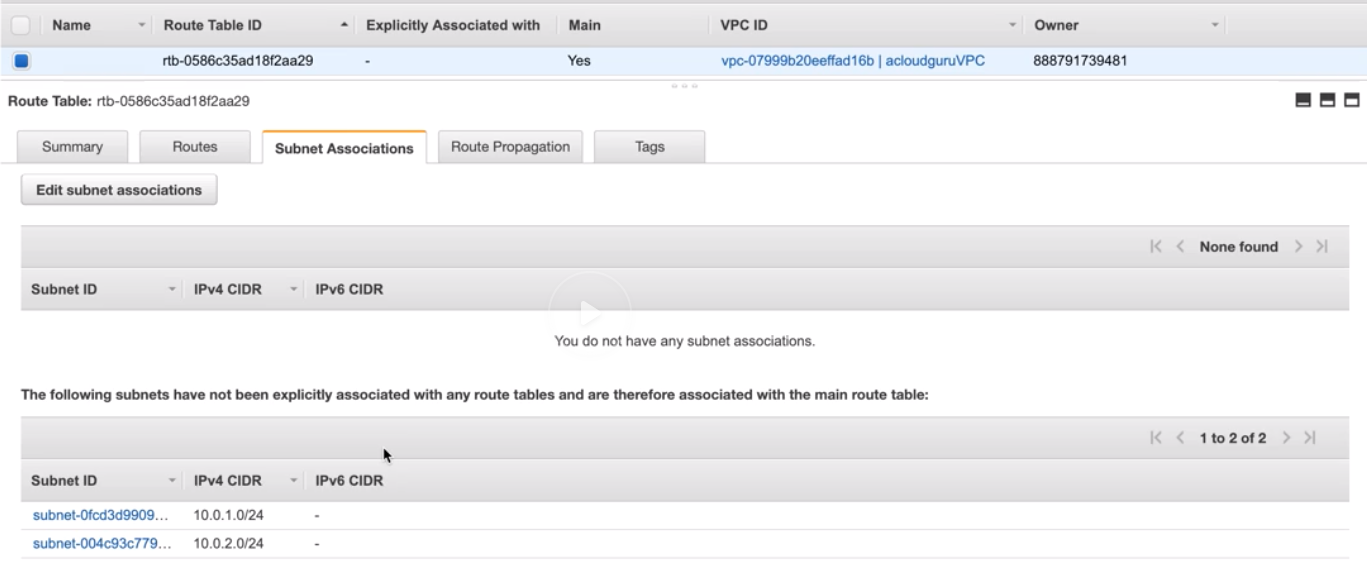 Name Route Table ID Explicitly Associated with Main VPC ID Owner
rtb-0586c35ad18f2aa29 - Yes vpc-07999b20eeffad16b | acloudguruVPC 888791739481
Route Table: rtb-0586c35ad18f2aa29
Summary Routes Subnet Associations Route Propagation Tags
Edit subnet associations
None found
Subnet ID IPv4 CIDR IPv6 CIDR
You do not have any subnet associations.
The following subnets have not been explicitly associated with any route tables and are therefore associated with the main route table:
1 to 2 of 2
Subnet ID IPv4 CIDR IPv6 CIDR
subnet-0fcd3d9909... 10.0.1.0/24 -
subnet-004c93c779... 10.0.2.0/24 -